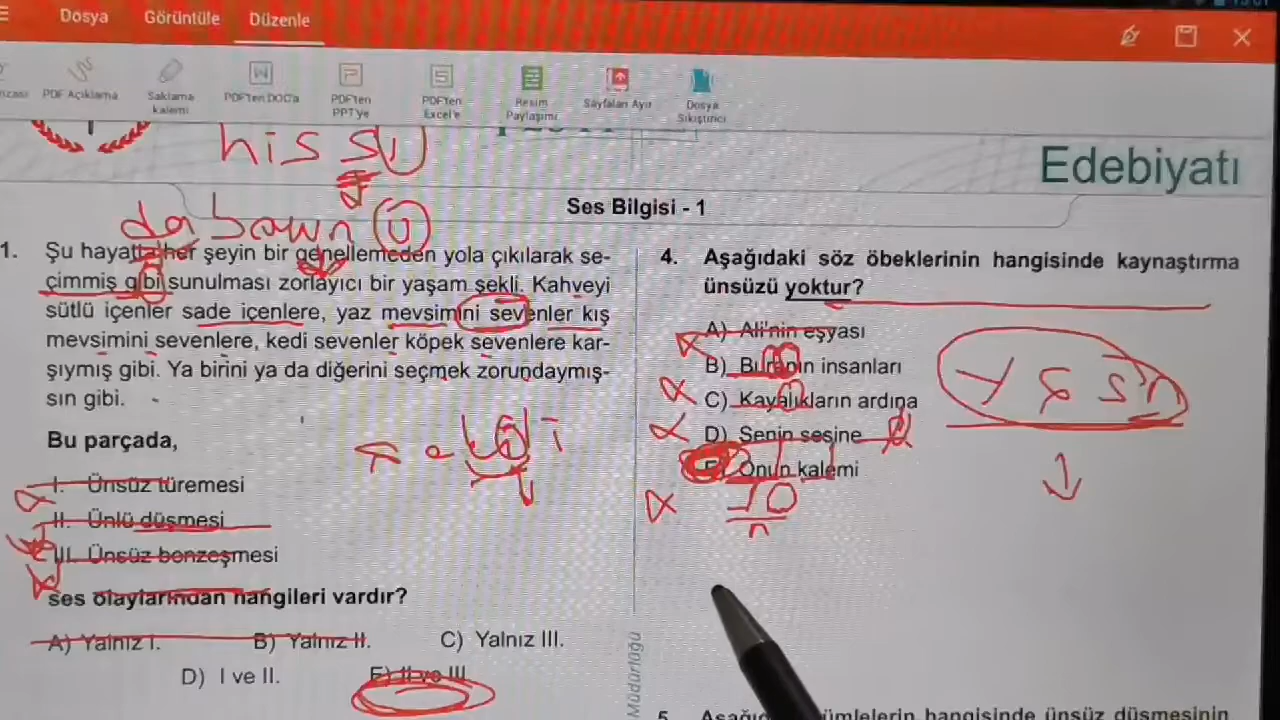 Dosya Görüntüle Düzenle
PDF Açıklama
Saklama kalemi
PDF'ten DOC'a
PDF'ten PPT'ye
PDF'ten Excel'e
Resim Paylaşımı
Sayfaları Ayır
Dosya Sıkıştırıcı
his su
Edebiyatı
Ses Bilgisi - 1
1. Şu hayatta her şeyin bir genellemeden yola çıkılarak se-
çimmiş gibi sunulması zorlayıcı bir yaşam şekli. Kahveyi
sütlü içenler sade içenlere, yaz mevsimini sevenler kış
mevsimini sevenlere, kedi sevenler köpek sevenlere kar-
şıymış gibi. Ya birini ya da diğerini seçmek zorundaymış-
sın gibi.
Bu parçada,
I. Ünsüz türemesi
II. Ünlü düşmesi
III. Ünsüz benzeşmesi
ses olaylarından hangileri vardır?
A) Yalnız I. B) Yalnız II. C) Yalnız III.
D) I ve II. E) II ve III.
4. Aşağıdaki söz öbeklerinin hangisinde kaynaştırma
ünsüzü yoktur?
A) Ali'nin eşyası
B) Buranın insanları
C) Kayalıkların ardına
D) Senin sesine
E) Onun kalemi
Y Ş S N
Müdürlüğü